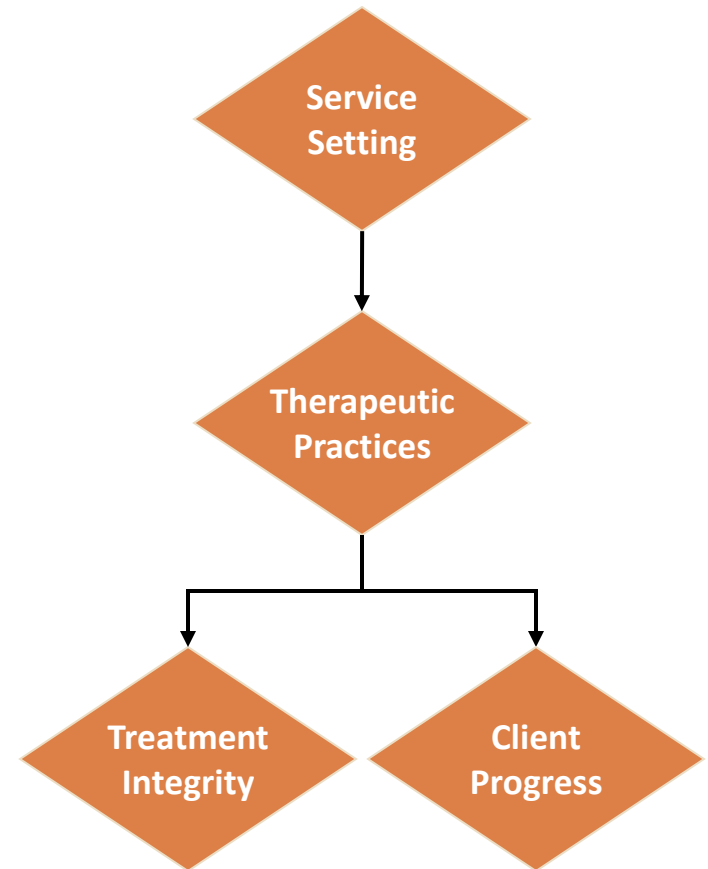 Service
Setting
Therapeutic
Practices
Treatment
Integrity
Client
Progress